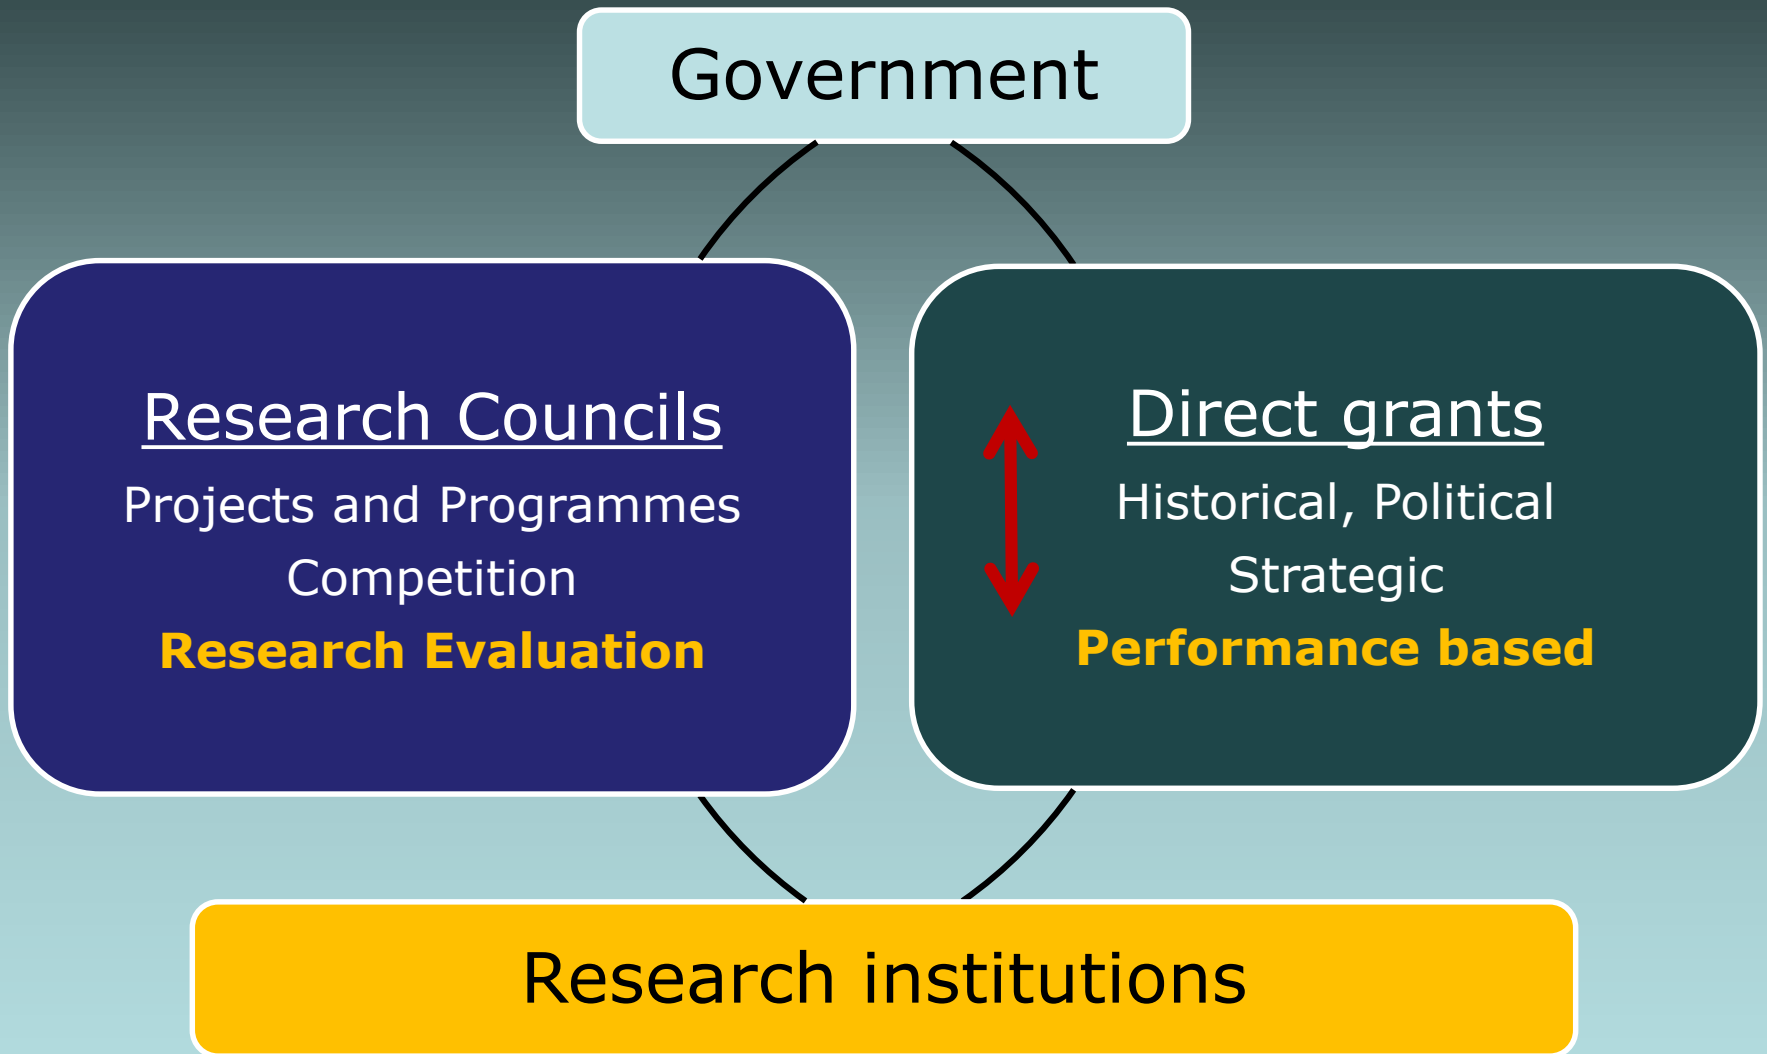 Government
Research Councils
Projects and Programmes
Competition
Research Evaluation
Direct grants
Historical, Political
Strategic
Performance based
Research institutions